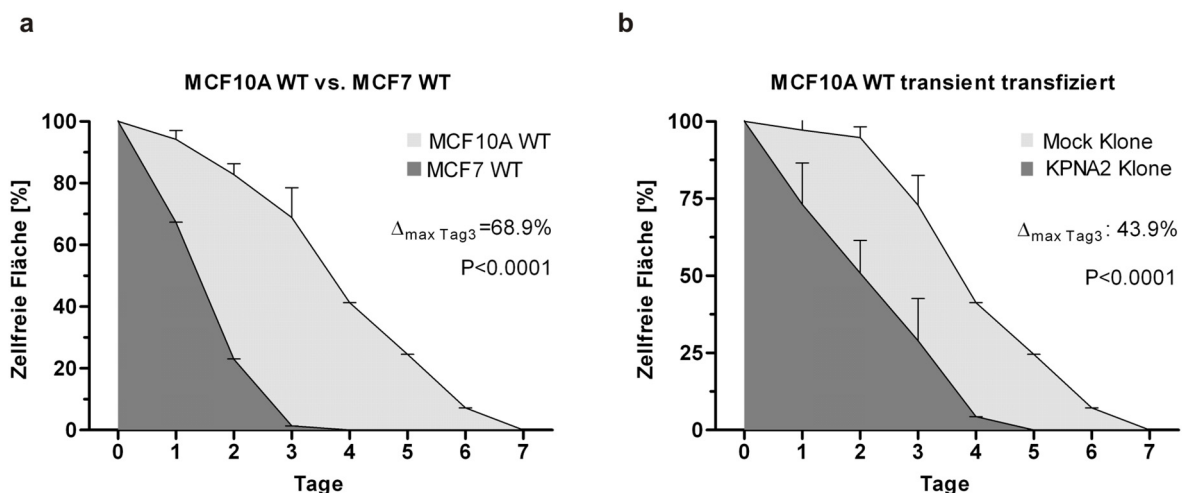 a
MCF10A WT vs. MCF7 WT
Zellfreie Fläche [%]
100
80
60
40
20
0
MCF10A WT
MCF7 WT
Δmax Tag3=68.9%
P<0.0001
0 1 2 3 4 5 6 7
Tage
b
MCF10A WT transient transfiziert
Zellfreie Fläche [%]
100
75
50
25
0
Mock Klone
KPNA2 Klone
Δmax Tag3: 43.9%
P<0.0001
0 1 2 3 4 5 6 7
Tage